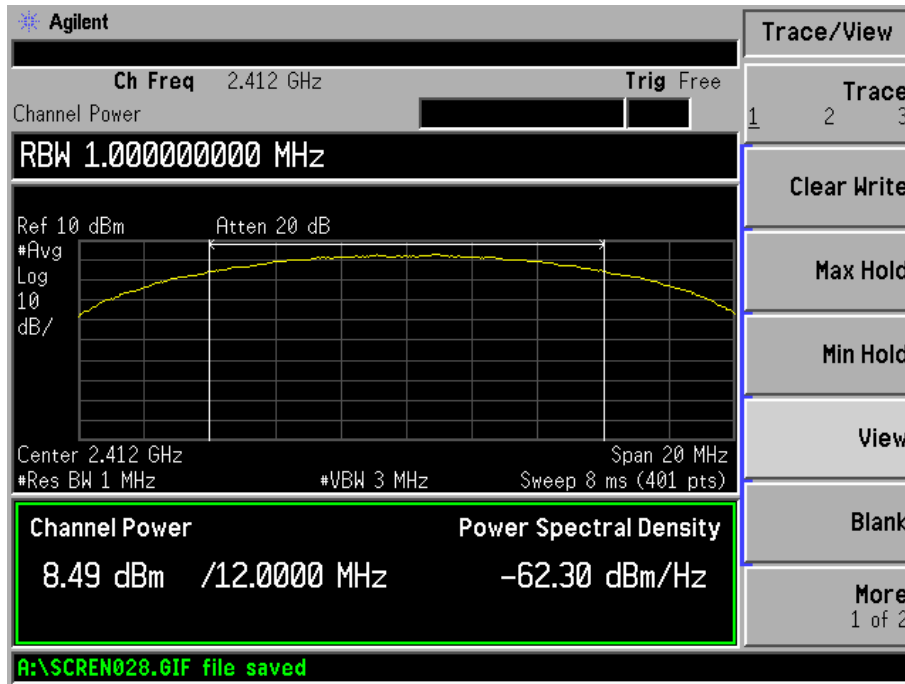 Agilent
Trace/View
Ch Freq 2.412 GHz Trig Free
Channel Power
Trace
1 2 3
RBW 1.000000000 MHz
Clear Write
Ref 10 dBm Atten 20 dB
#Avg
Log
10
dB/
Max Hold
Min Hold
View
Center 2.412 GHz Span 20 MHz
#Res BW 1 MHz #VBW 3 MHz Sweep 8 ms (401 pts)
Blank
Channel Power Power Spectral Density
8.49 dBm /12.0000 MHz -62.30 dBm/Hz
More
1 of 2
A:\SCREN028.GIF file saved